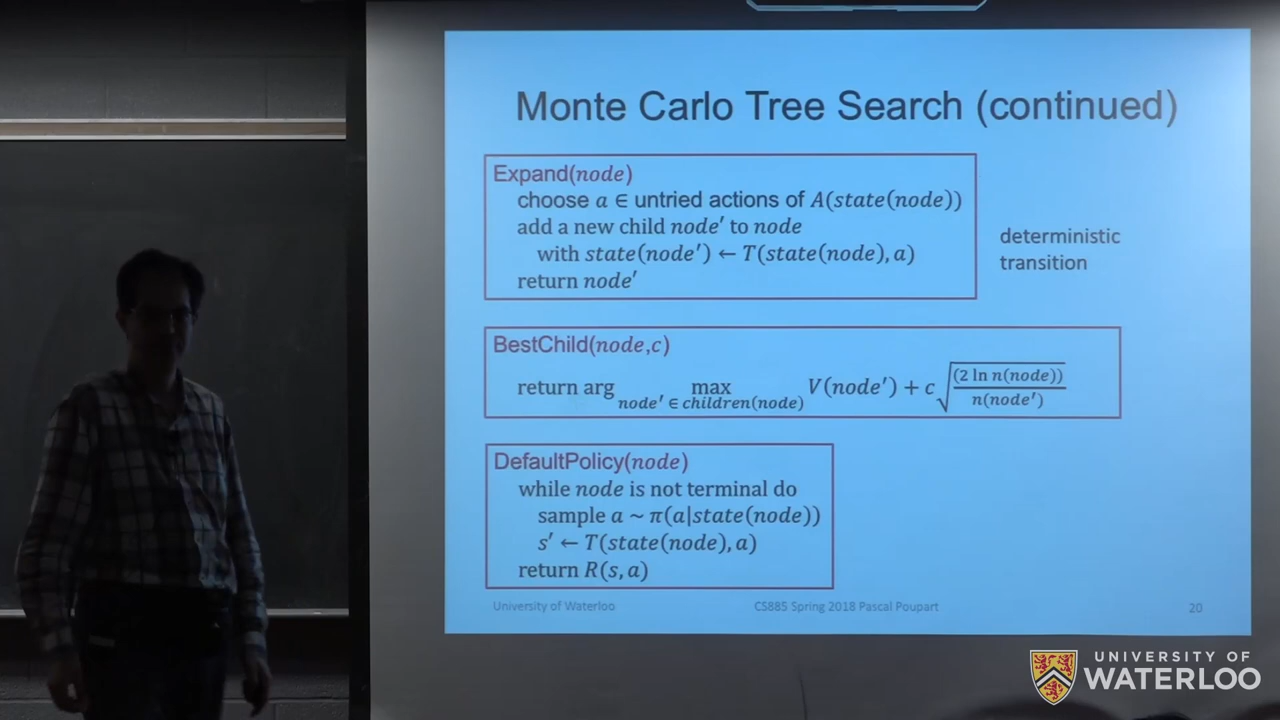 Monte Carlo Tree Search (continued)
Expand(node)
choose a ∈ untried actions of A(state(node))
add a new child node′ to node
with state(node′) ← T(state(node), a)
return node′
deterministic
transition
BestChild(node,c)
return arg max node′ ∈ children(node) V(node′) + c √((2 ln n(node)) / n(node′))
DefaultPolicy(node)
while node is not terminal do
sample a ~ π(a|state(node))
s′ ← T(state(node), a)
return R(s, a)
University of Waterloo
CS885 Spring 2018 Pascal Poupart
20
UNIVERSITY OF
WATERLOO